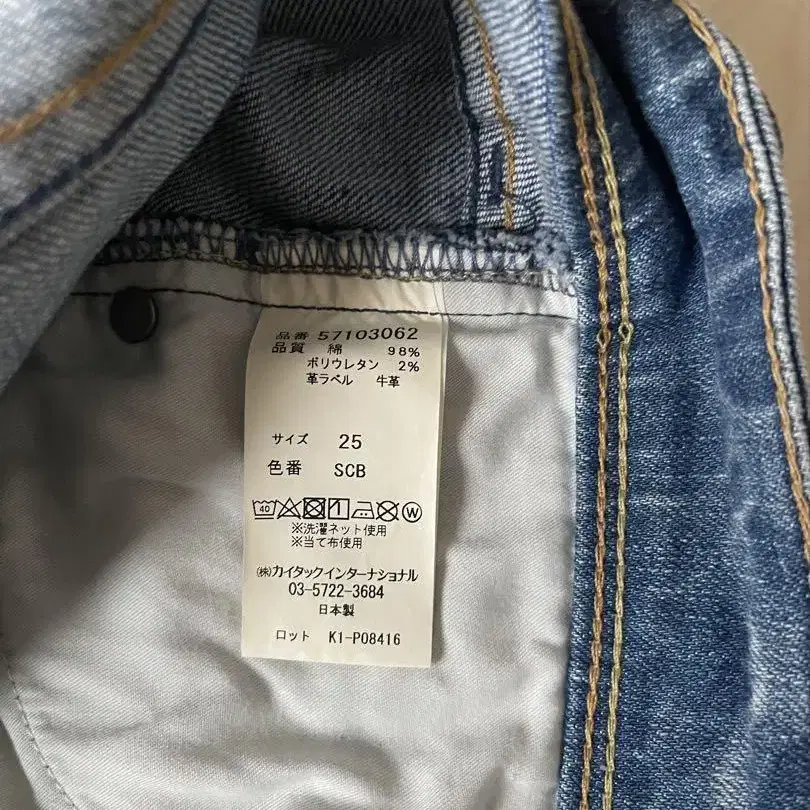 品番 57103062
品質 綿 98%
ポリウレタン 2%
革ラベル 牛革
サイズ 25
色番 SCB
40 1 W
※洗濯ネット使用
※当て布使用
㈱カイタックインターナショナル
03-5722-3684
日本製
ロット K1-P08416